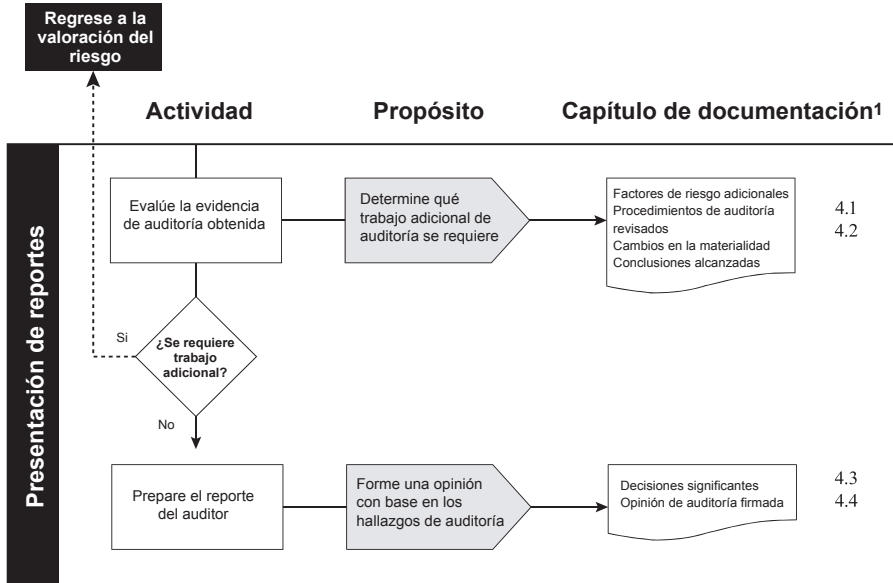 Regrese a la
valoración del
riesgo
Actividad
Propósito
Capítulo de documentación1
Presentación de reportes
Evalúe la evidencia
de auditoría obtenida
Determine qué
trabajo adicional de
auditoría se requiere
Factores de riesgo adicionales
Procedimientos de auditoría
revisados
Cambios en la materialidad
Conclusiones alcanzadas
4.1
4.2
Si
¿Se requiere
trabajo
adicional?
No
Prepare el reporte
del auditor
Forme una opinión
con base en los
hallazgos de auditoría
Decisiones significantes
Opinión de auditoría firmada
4.3
4.4